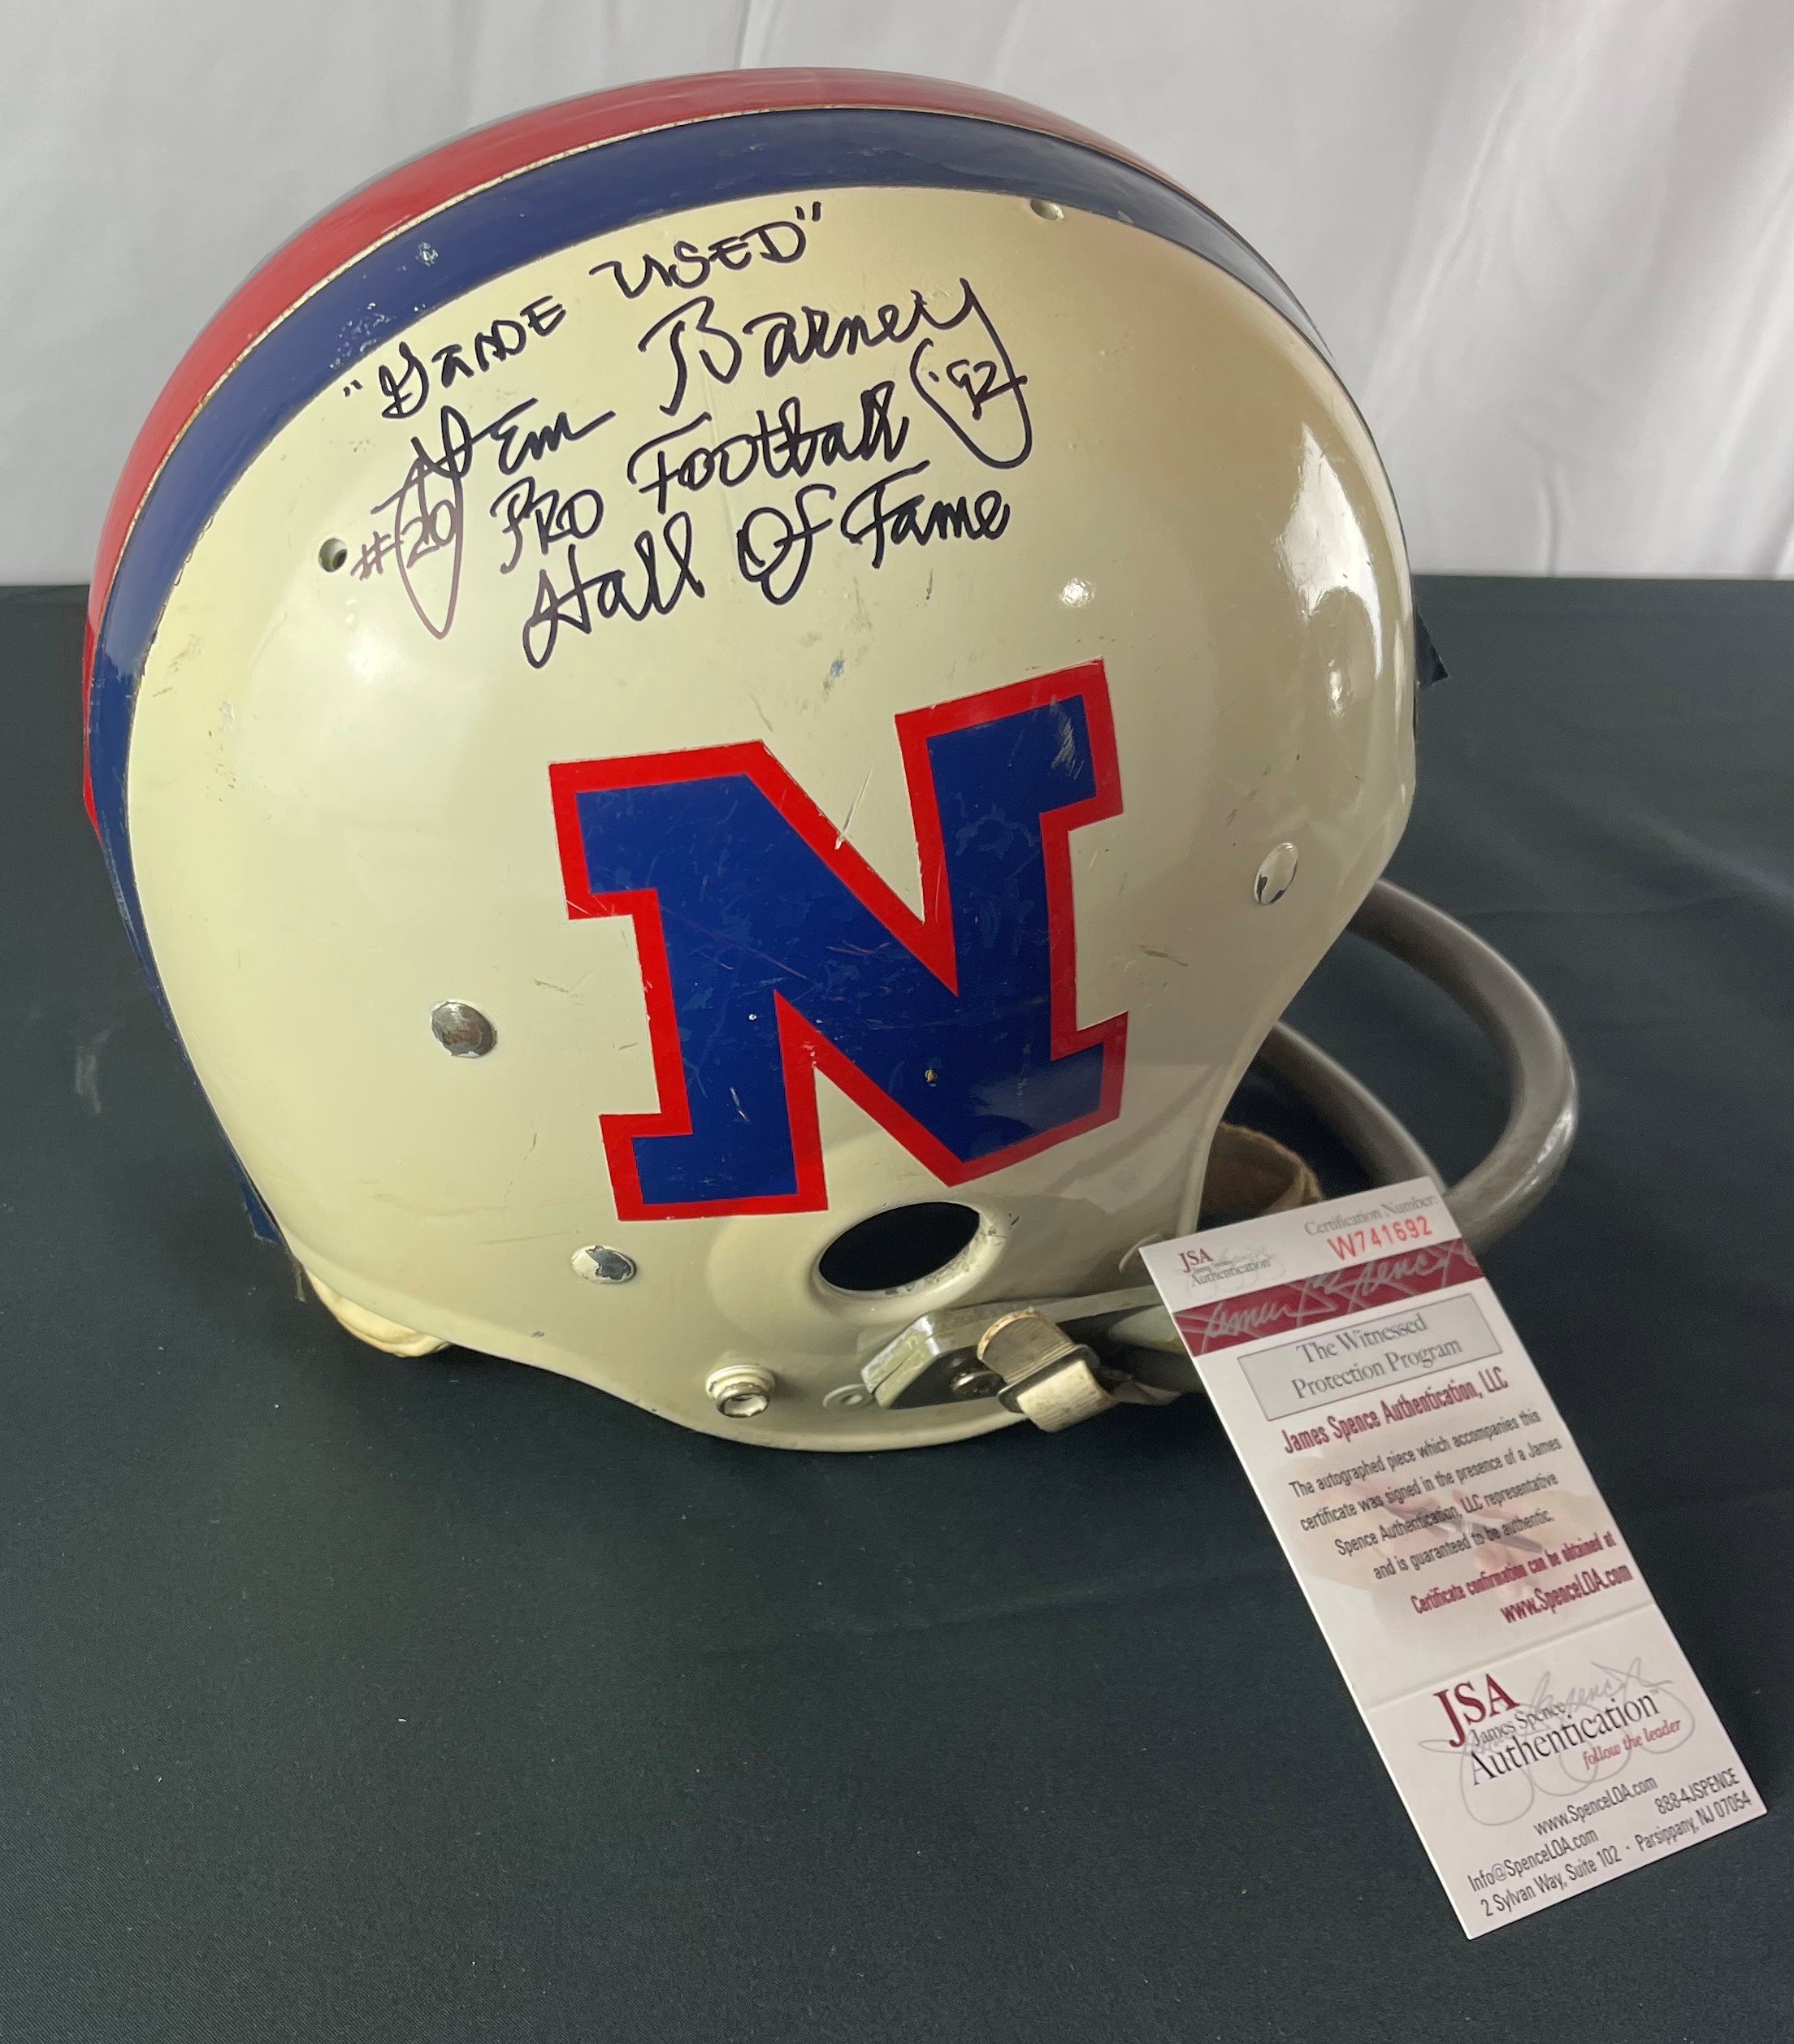 "GAME USED"
Lem Barney
#20 Pro Football ('92)
Hall Of Fame
N
JSA
Authentication
Certification Number:
W741692
The Witnessed
Protection Program
James Spence Authentication, LLC
The autographed piece which accompanies this
certificate was signed in the presence of a James
Spence Authentication, LLC representative
and is guaranteed to be authentic.
Certificate confirmation can be obtained at
www.SpenceLOA.com
JSA
James Spence
Authentication™
follow the leader
www.SpenceLOA.com
Info@SpenceLOA.com 888-4JSPENCE
2 Sylvan Way, Suite 102 · Parsippany, NJ 07054